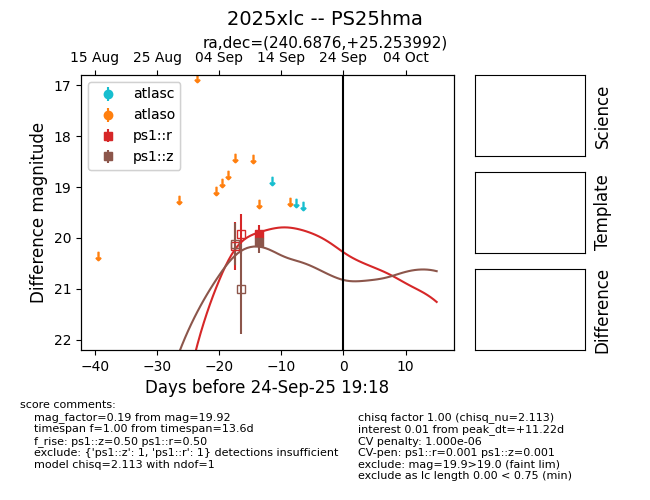 2025xlc -- PS25hma
ra,dec=(240.6876,+25.253992)
15 Aug 25 Aug 04 Sep 14 Sep 24 Sep 04 Oct
17
18
19
20
21
22
Difference magnitude
atlasc
atlaso
ps1::r
ps1::z
Science
Template
Difference
−40 −30 −20 −10 0 10
Days before 24-Sep-25 19:18
score comments:
mag_factor=0.19 from mag=19.92
timespan f=1.00 from timespan=13.6d
f_rise: ps1::z=0.50 ps1::r=0.50
exclude: {'ps1::z': 1, 'ps1::r': 1} detections insufficient
model chisq=2.113 with ndof=1
chisq factor 1.00 (chisq_nu=2.113)
interest 0.01 from peak_dt=+11.22d
CV penalty: 1.000e-06
CV-pen: ps1::r=0.001 ps1::z=0.001
exclude: mag=19.9>19.0 (faint lim)
exclude as lc length 0.00 < 0.75 (min)